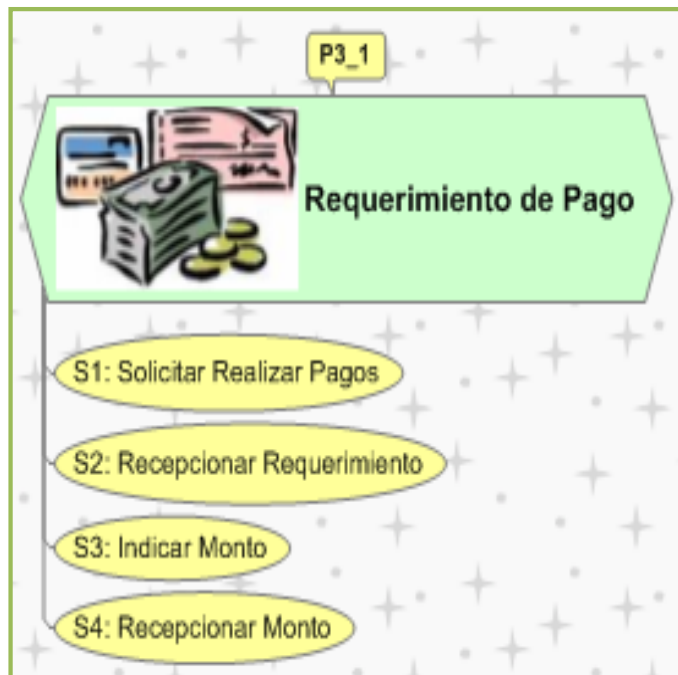 P3_1
Requerimiento de Pago
S1: Solicitar Realizar Pagos
S2: Recepcionar Requerimiento
S3: Indicar Monto
S4: Recepcionar Monto